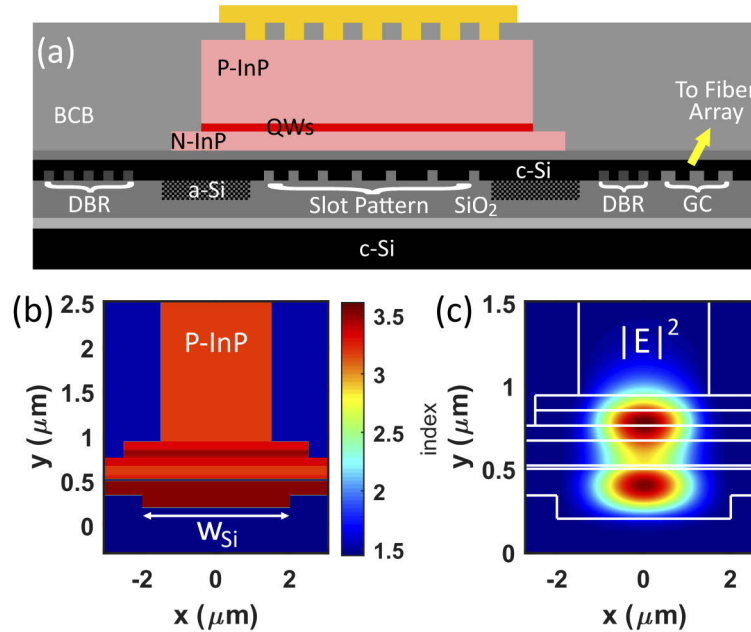 (a)
P-InP
To Fiber
Array
BCB
QWs
N-InP
c-Si
a-Si
DBR
Slot Pattern
SiO2
DBR
GC
c-Si
(b)
2.5
2
1.5
1
0.5
0
y (μm)
P-InP
WSi
-2
0
2
x (μm)
3.5
3
2.5
2
1.5
index
(c)
1.5
1
0.5
0
y (μm)
|E|²
-2
0
2
x (μm)